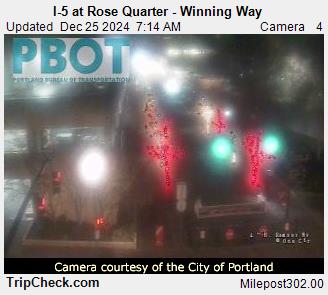 I-5 at Rose Quarter - Winning Way
Updated Dec 25 2024 7:14 AM Camera 4
PBOT
PORTLAND BUREAU OF TRANSPORTATION
Camera courtesy of the City of Portland
TripCheck.com Milepost302.00